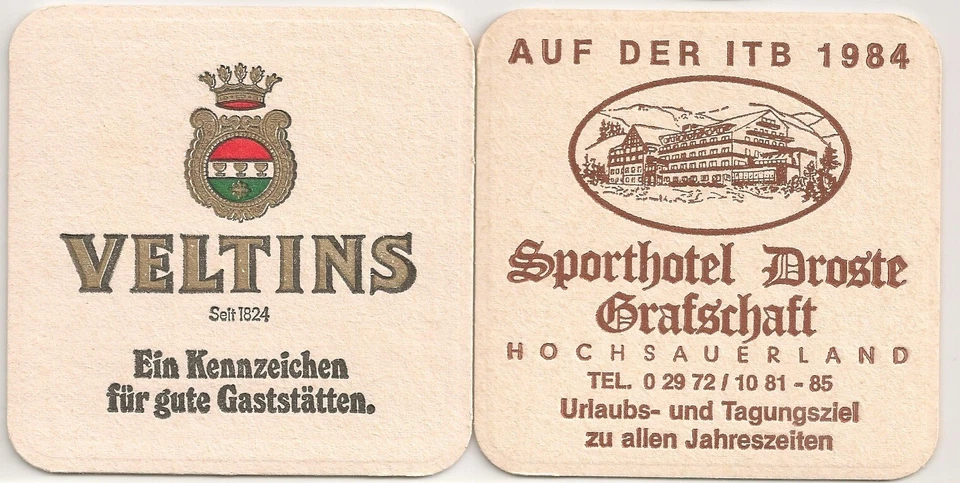 VELTINS
Seit 1824
Ein Kennzeichen
für gute Gaststätten.
AUF DER ITB 1984
Sporthotel Droste
Grafschaft
HOCHSAUERLAND
TEL. 0 29 72 / 10 81 - 85
Urlaubs- und Tagungsziel
zu allen Jahreszeiten